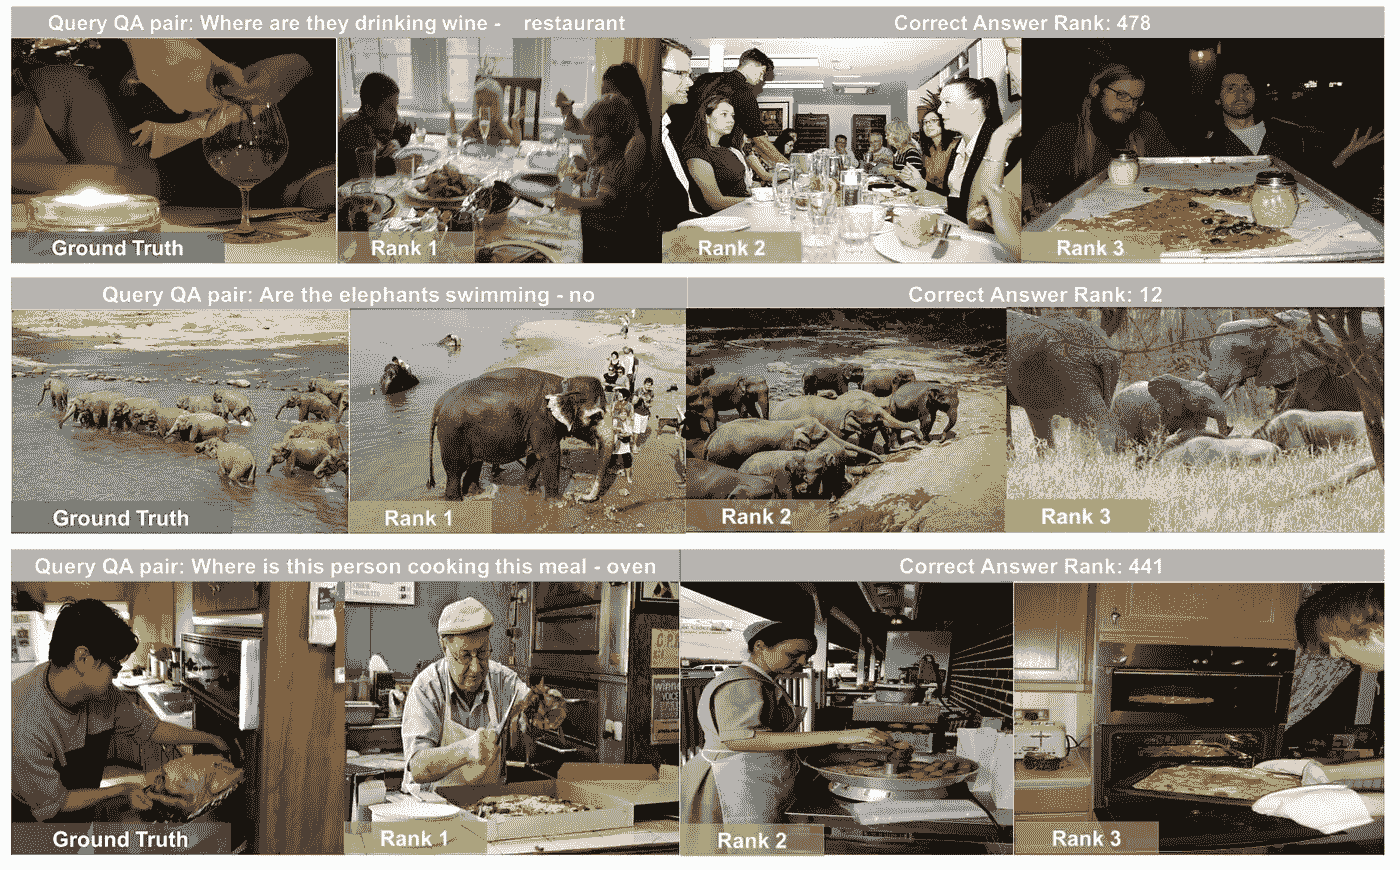 Query QA pair: Where are they drinking wine - restaurant
Correct Answer Rank: 478
Ground Truth
Rank 1
Rank 2
Rank 3
Query QA pair: Are the elephants swimming - no
Correct Answer Rank: 12
Ground Truth
Rank 1
Rank 2
Rank 3
Query QA pair: Where is this person cooking this meal - oven
Correct Answer Rank: 441
Ground Truth
Rank 1
Rank 2
Rank 3